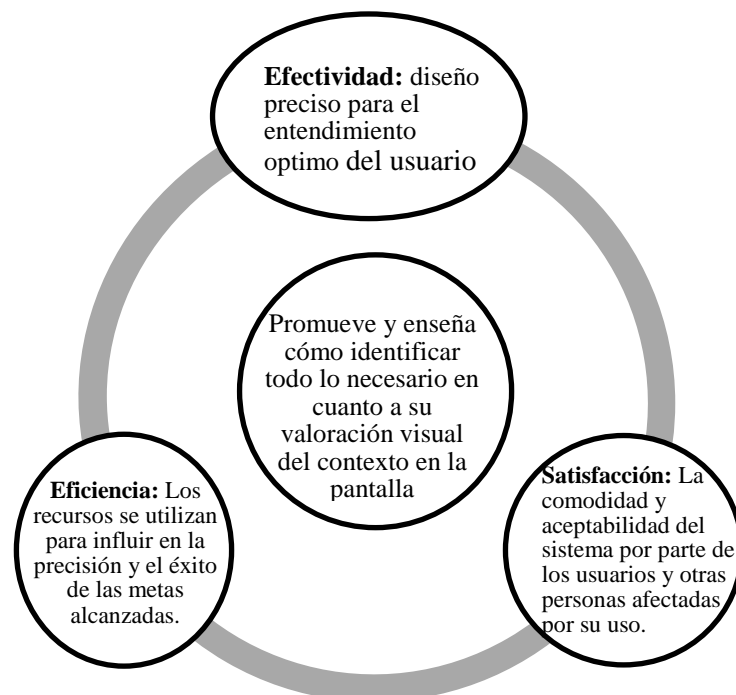 Efectividad: diseño
preciso para el
entendimiento
optimo del usuario
Promueve y enseña
cómo identificar
todo lo necesario en
cuanto a su
valoración visual
del contexto en la
pantalla
Eficiencia: Los
recursos se utilizan
para influir en la
precisión y el éxito
de las metas
alcanzadas.
Satisfacción: La
comodidad y
aceptabilidad del
sistema por parte de
los usuarios y otras
personas afectadas
por su uso.